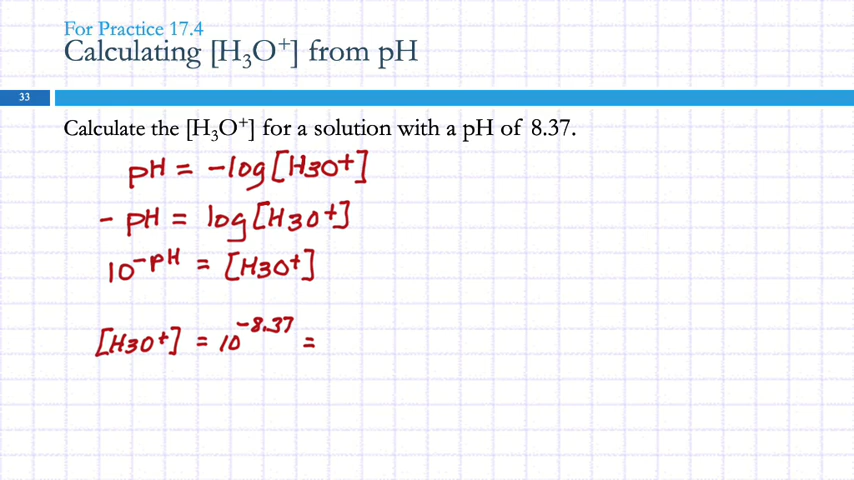 For Practice 17.4
Calculating [H₃O⁺] from pH
33
Calculate the [H₃O⁺] for a solution with a pH of 8.37.
pH = -log[H3O⁺]
- pH = log[H3O⁺]
10⁻ᵖᴴ = [H3O⁺]
[H3O⁺] = 10⁻⁸·³⁷ =